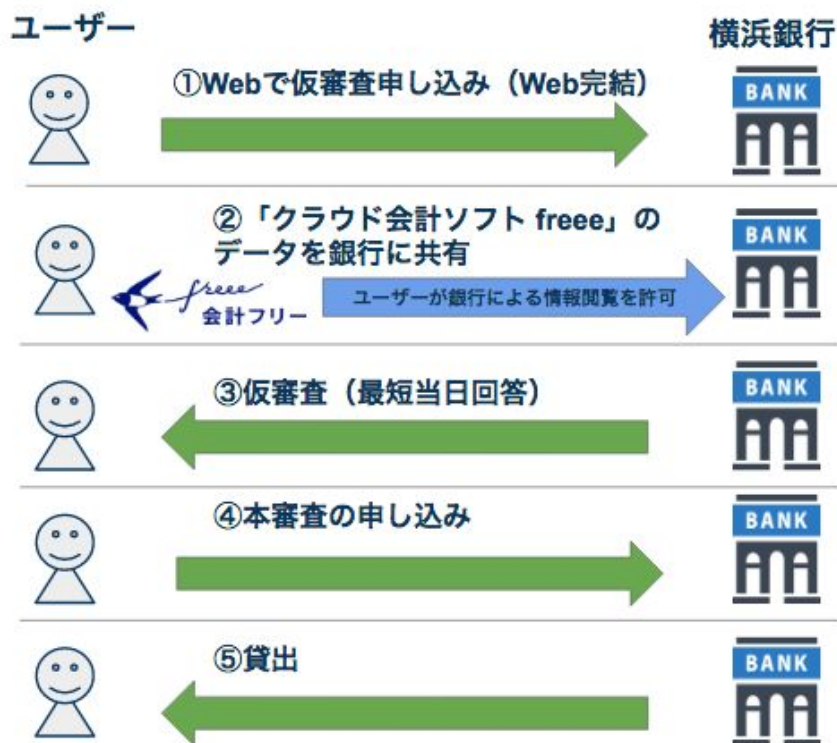 ユーザー
横浜銀行
①Webで仮審査申し込み（Web完結）
BANK
②「クラウド会計ソフト freee」の
データを銀行に共有
BANK
freee
会計フリー
ユーザーが銀行による情報閲覧を許可
③仮審査（最短当日回答）
BANK
④本審査の申し込み
BANK
⑤貸出
BANK